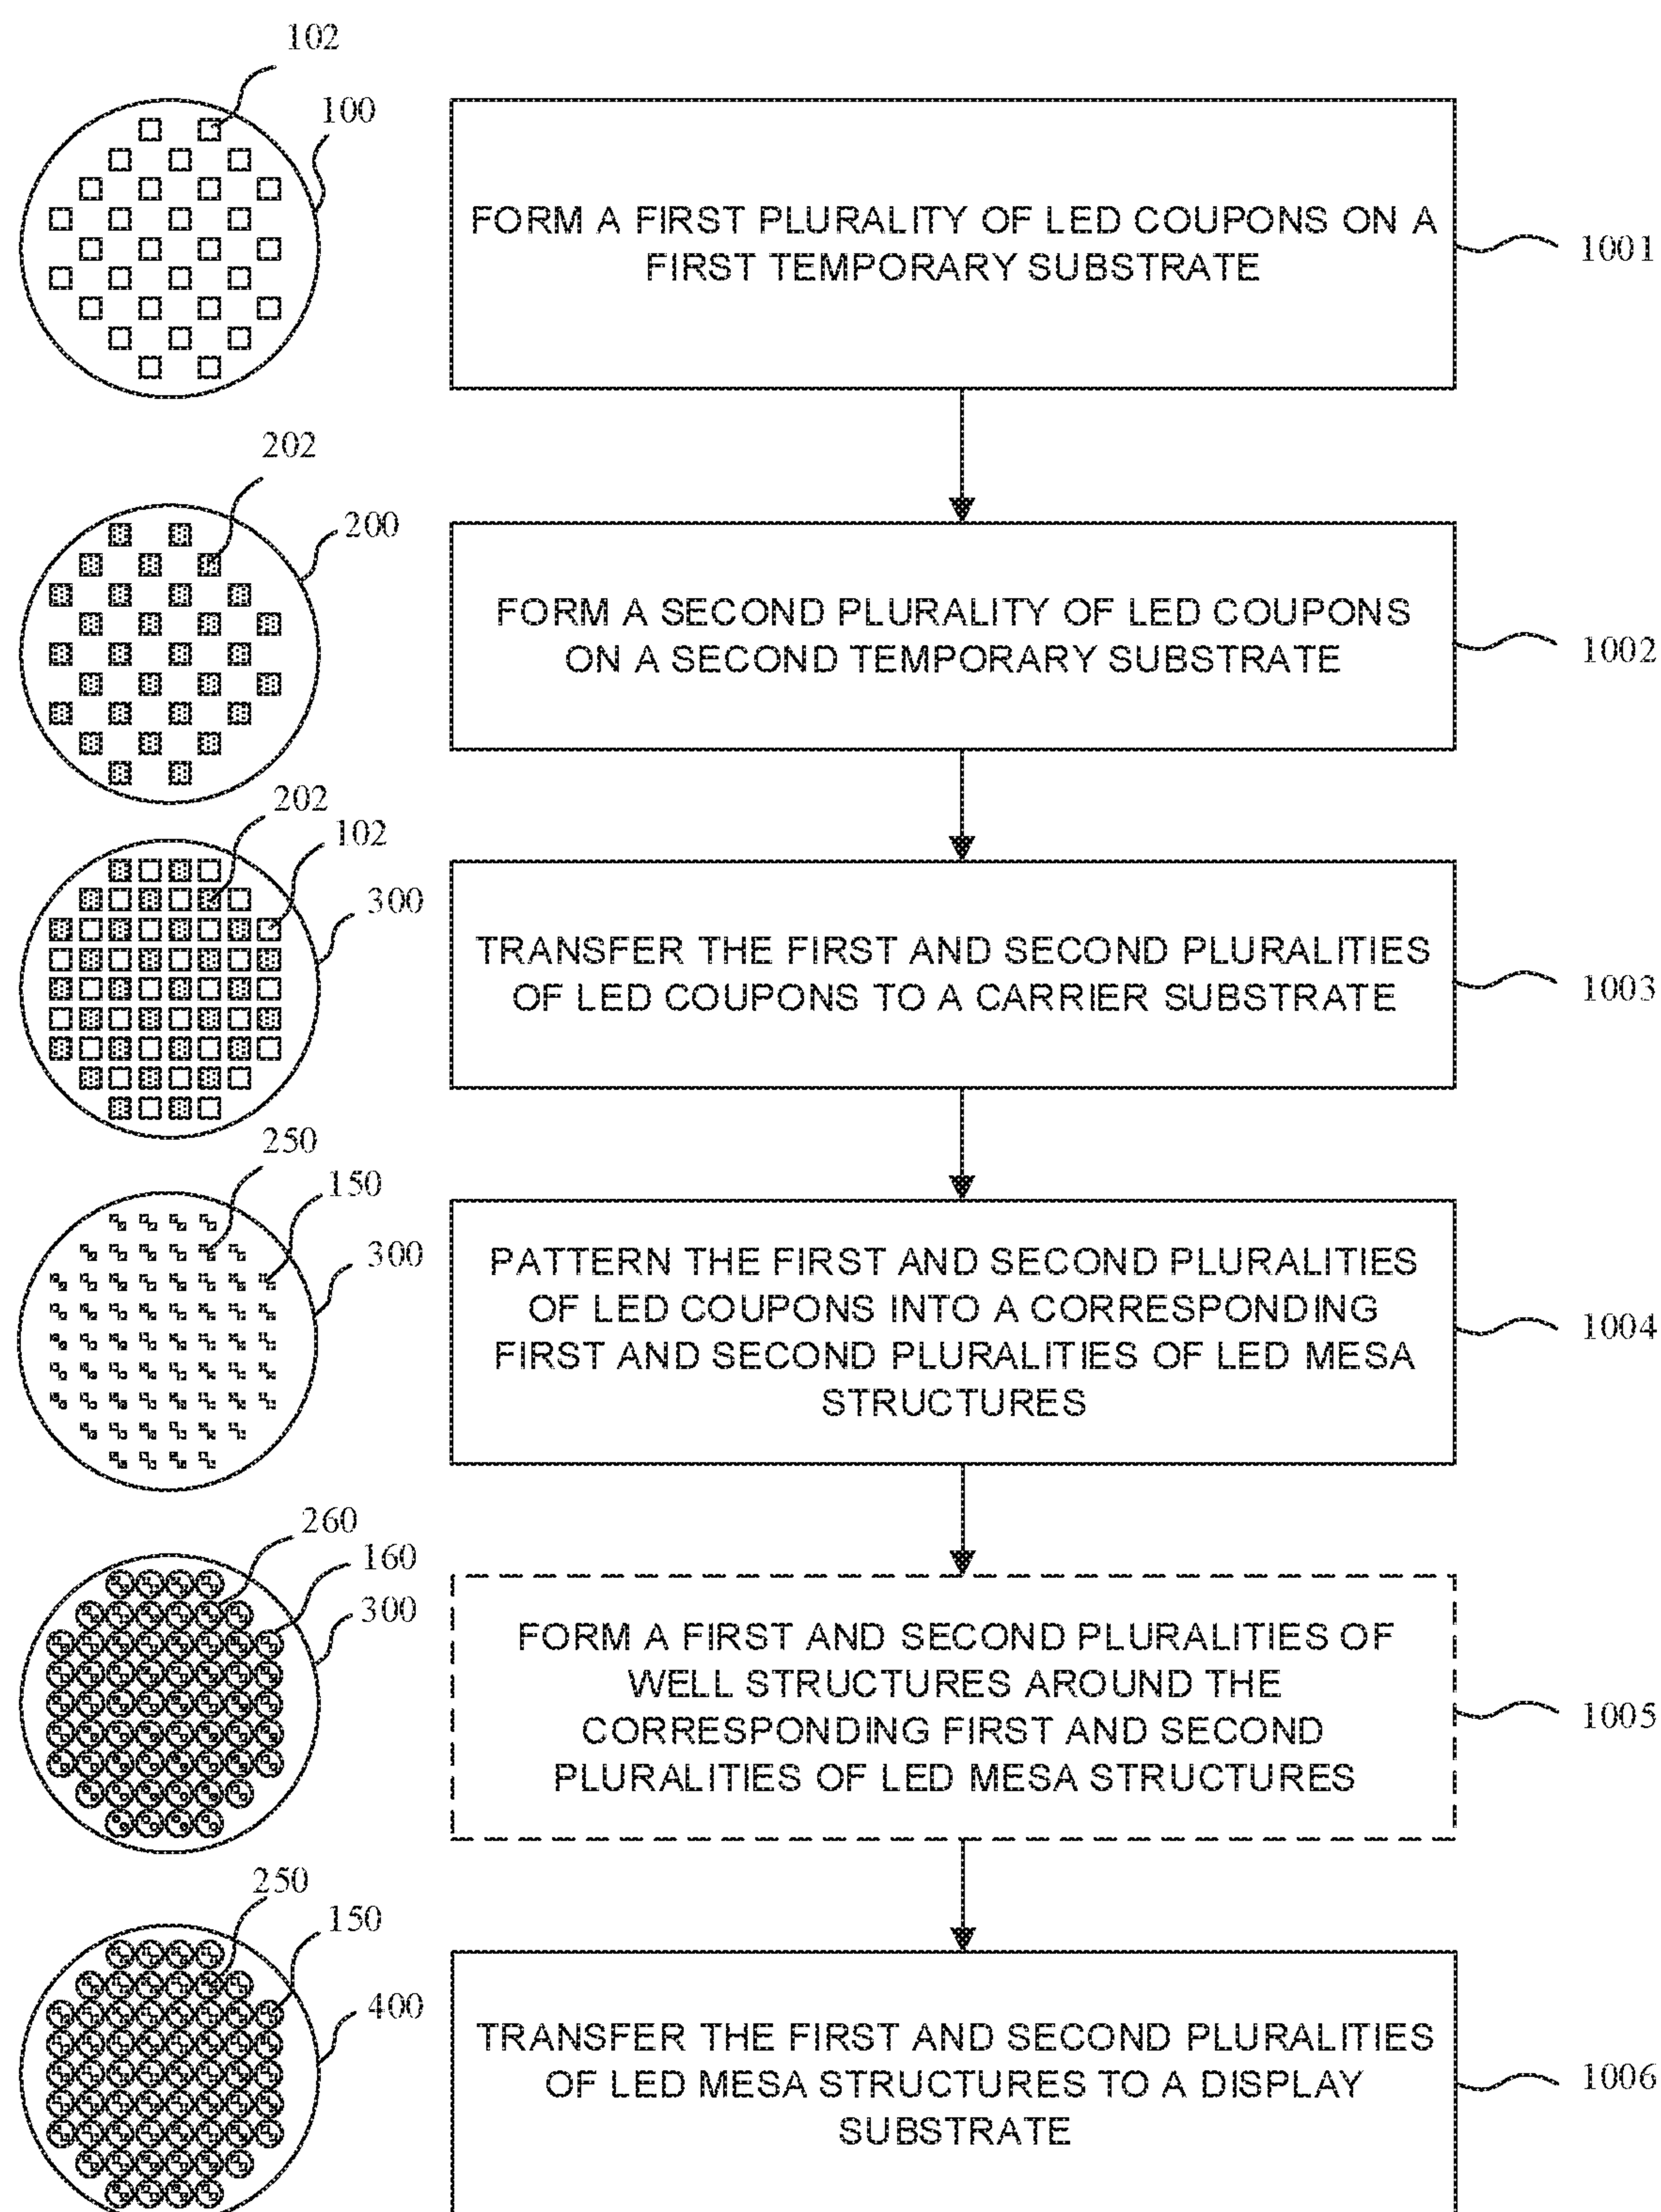 102
100
FORM A FIRST PLURALITY OF LED COUPONS ON A
FIRST TEMPORARY SUBSTRATE
1001
202
200
FORM A SECOND PLURALITY OF LED COUPONS
ON A SECOND TEMPORARY SUBSTRATE
1002
202
102
300
TRANSFER THE FIRST AND SECOND PLURALITIES
OF LED COUPONS TO A CARRIER SUBSTRATE
1003
250
150
300
PATTERN THE FIRST AND SECOND PLURALITIES
OF LED COUPONS INTO A CORRESPONDING
FIRST AND SECOND PLURALITIES OF LED MESA
STRUCTURES
1004
260
160
300
FORM A FIRST AND SECOND PLURALITIES OF
WELL STRUCTURES AROUND THE
CORRESPONDING FIRST AND SECOND
PLURALITIES OF LED MESA STRUCTURES
1005
250
150
400
TRANSFER THE FIRST AND SECOND PLURALITIES
OF LED MESA STRUCTURES TO A DISPLAY
SUBSTRATE
1006